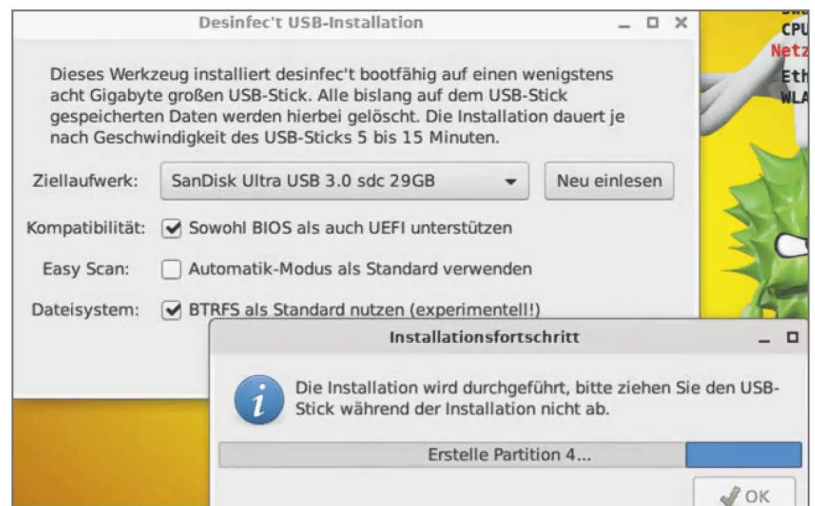 Desinfec't USB-Installation
CPU
Netz
Eth
WLA
Dieses Werkzeug installiert desinfec't bootfähig auf einen wenigstens
acht Gigabyte großen USB-Stick. Alle bislang auf dem USB-Stick
gespeicherten Daten werden hierbei gelöscht. Die Installation dauert je
nach Geschwindigkeit des USB-Sticks 5 bis 15 Minuten.
Ziellaufwerk: SanDisk Ultra USB 3.0 sdc 29GB Neu einlesen
Kompatibilität: Sowohl BIOS als auch UEFI unterstützen
Easy Scan: Automatik-Modus als Standard verwenden
Dateisystem: BTRFS als Standard nutzen (experimentell!)
Installationsfortschritt
Die Installation wird durchgeführt, bitte ziehen Sie den USB-
Stick während der Installation nicht ab.
Erstelle Partition 4...
OK